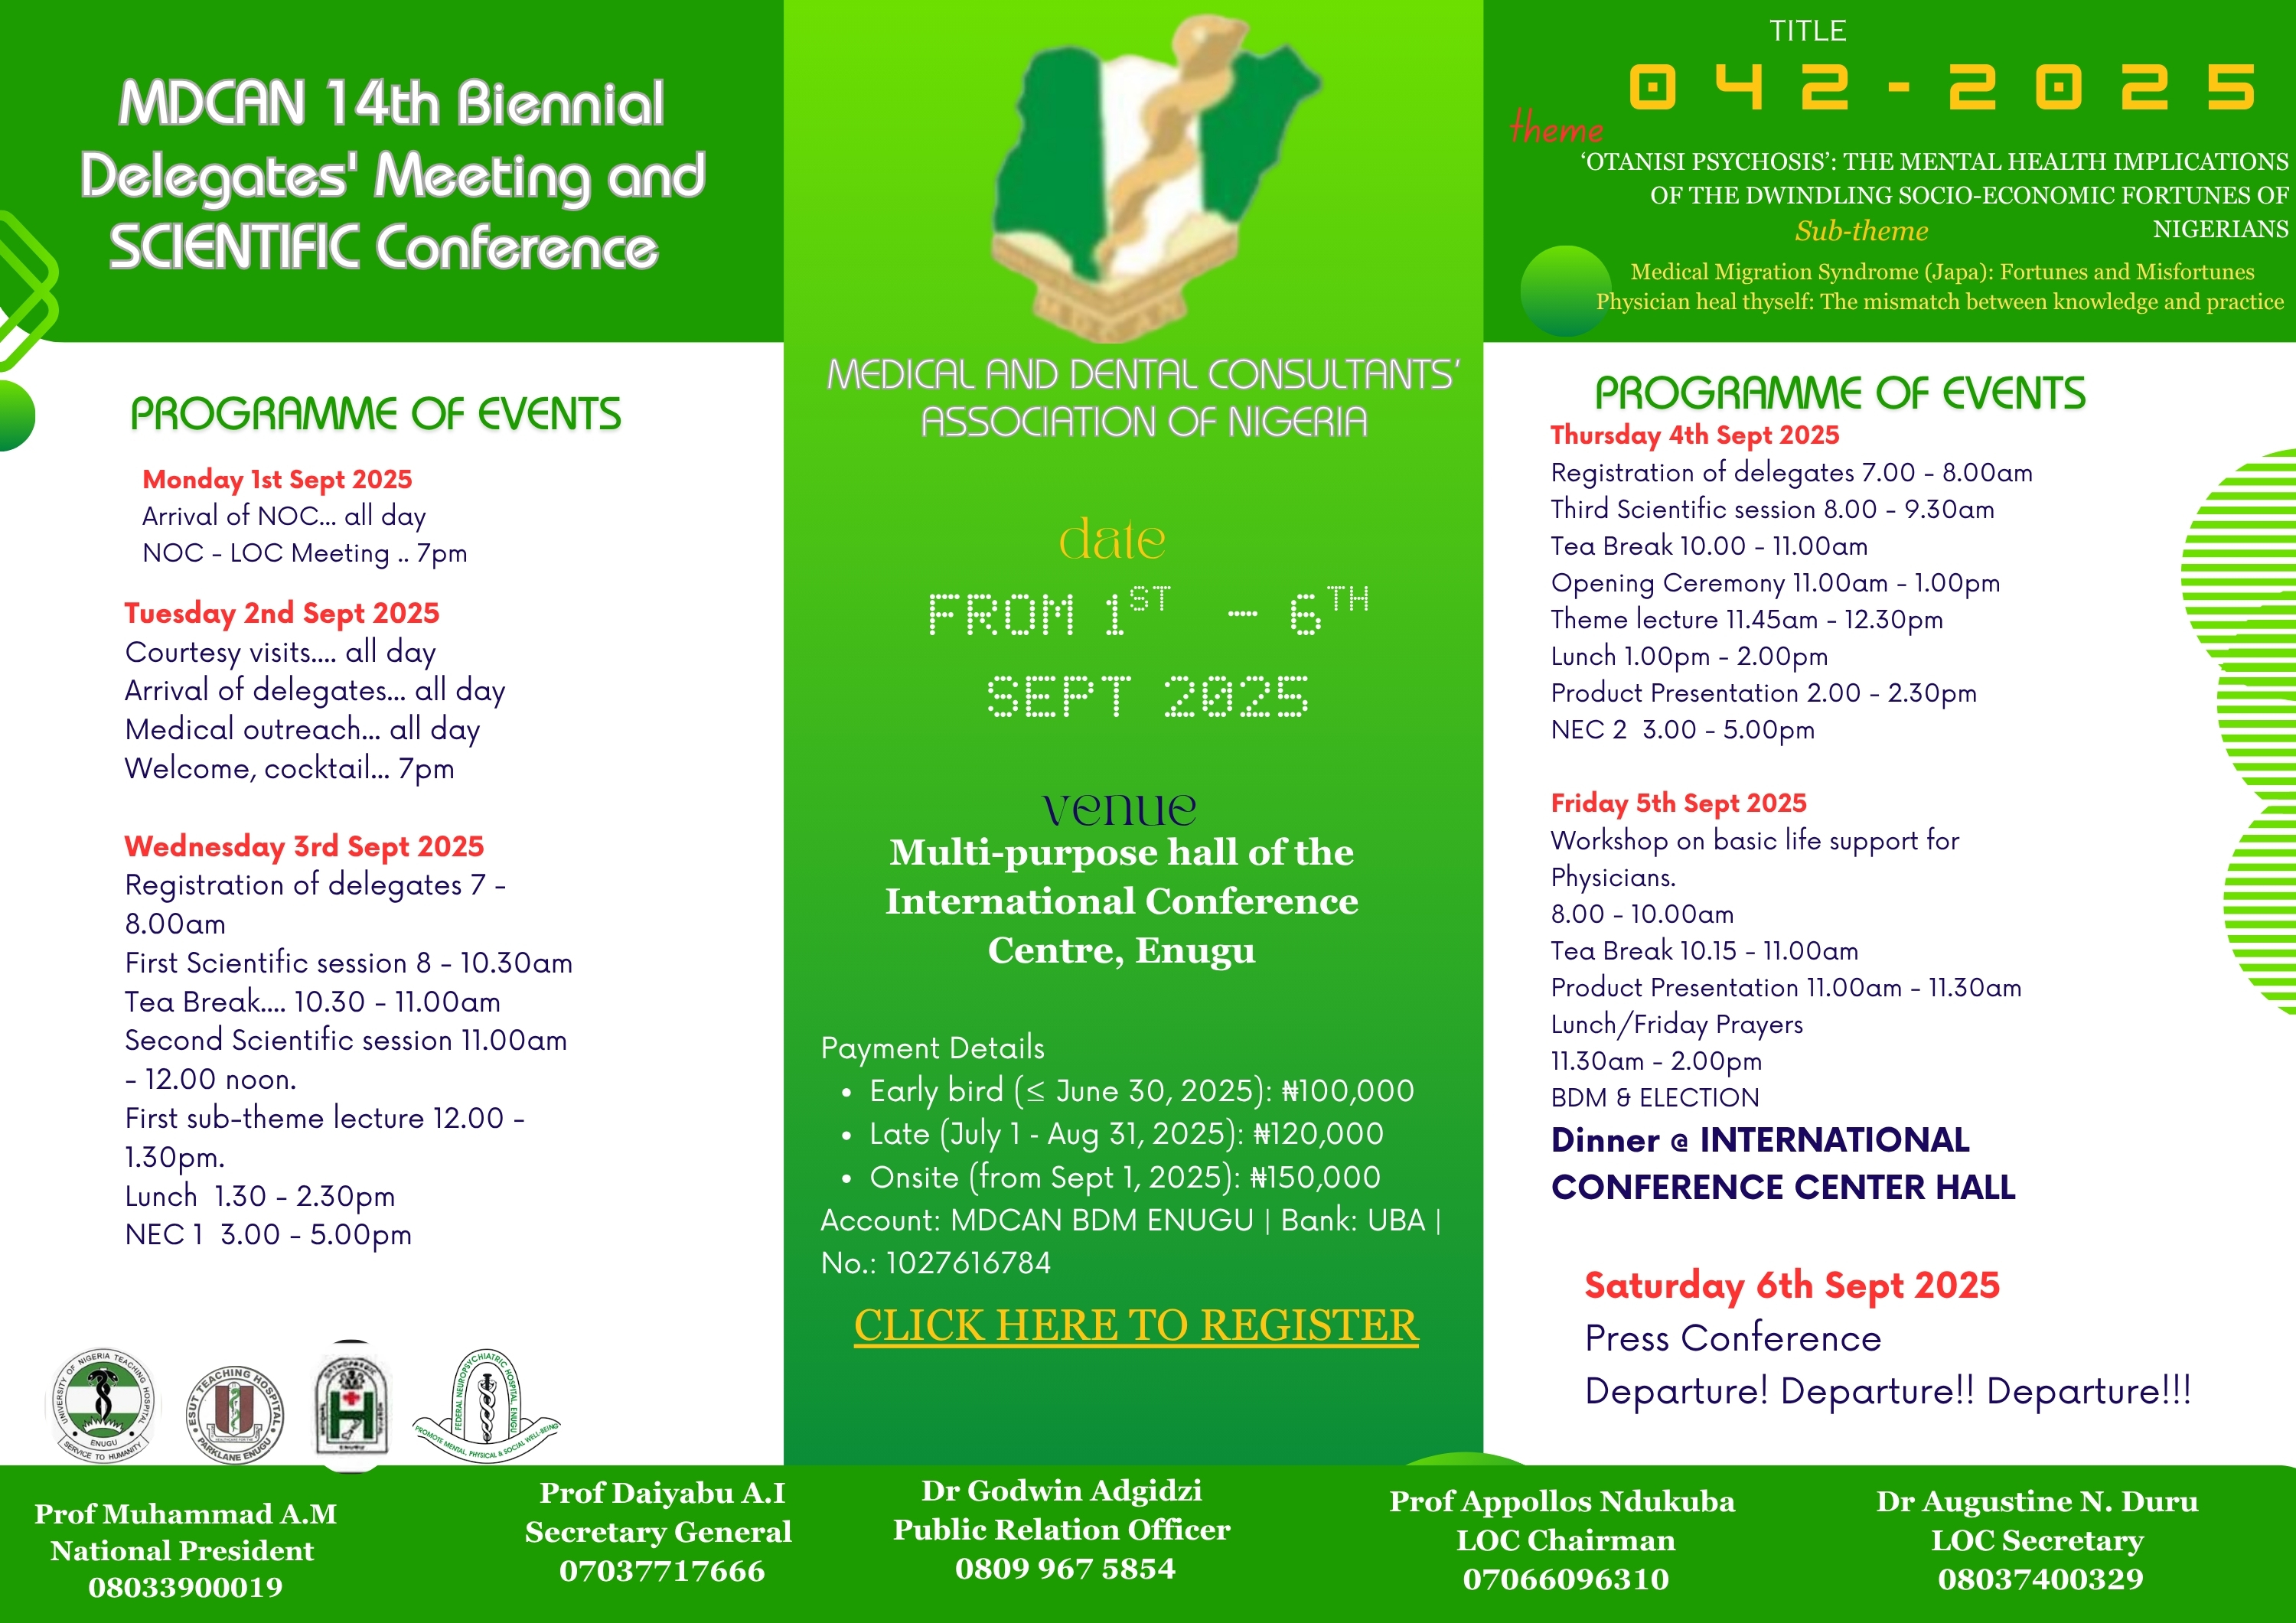 MDCAN 14th Biennial
Delegates' Meeting and
SCIENTIFIC Conference
PROGRAMME OF EVENTS
Monday 1st Sept 2025
Arrival of NOC... all day
NOC - LOC Meeting .. 7pm
Tuesday 2nd Sept 2025
Courtesy visits.... all day
Arrival of delegates... all day
Medical outreach... all day
Welcome, cocktail... 7pm
Wednesday 3rd Sept 2025
Registration of delegates 7 -
8.00am
First Scientific session 8 - 10.30am
Tea Break.... 10.30 - 11.00am
Second Scientific session 11.00am
- 12.00 noon.
First sub-theme lecture 12.00 -
1.30pm.
Lunch 1.30 - 2.30pm
NEC 1 3.00 - 5.00pm
UNIVERSITY OF NIGERIA TEACHING HOSPITAL
ENUGU
SERVICE TO HUMANITY
ESUT TEACHING HOSPITAL
PARKLANE ENUGU
ENUGU
FEDERAL NEUROPSYCHIATRIC HOSPITAL, ENUGU
PROMOTE MENTAL, PHYSICAL & SOCIAL WELL-BEING
MEDICAL AND DENTAL CONSULTANTS'
ASSOCIATION OF NIGERIA
date
FROM 1ST - 6TH
SEPT 2025
venue
Multi-purpose hall of the
International Conference
Centre, Enugu
Payment Details
• Early bird (≤ June 30, 2025): ₦100,000
• Late (July 1 - Aug 31, 2025): ₦120,000
• Onsite (from Sept 1, 2025): ₦150,000
Account: MDCAN BDM ENUGU | Bank: UBA |
No.: 1027616784
CLICK HERE TO REGISTER
TITLE
042-2025
theme
‘OTANISI PSYCHOSIS’: THE MENTAL HEALTH IMPLICATIONS
OF THE DWINDLING SOCIO-ECONOMIC FORTUNES OF
NIGERIANS
Sub-theme
Medical Migration Syndrome (Japa): Fortunes and Misfortunes
Physician heal thyself: The mismatch between knowledge and practice
PROGRAMME OF EVENTS
Thursday 4th Sept 2025
Registration of delegates 7.00 - 8.00am
Third Scientific session 8.00 - 9.30am
Tea Break 10.00 - 11.00am
Opening Ceremony 11.00am - 1.00pm
Theme lecture 11.45am - 12.30pm
Lunch 1.00pm - 2.00pm
Product Presentation 2.00 - 2.30pm
NEC 2 3.00 - 5.00pm
Friday 5th Sept 2025
Workshop on basic life support for
Physicians.
8.00 - 10.00am
Tea Break 10.15 - 11.00am
Product Presentation 11.00am - 11.30am
Lunch/Friday Prayers
11.30am - 2.00pm
BDM & ELECTION
Dinner @ INTERNATIONAL
CONFERENCE CENTER HALL
Saturday 6th Sept 2025
Press Conference
Departure! Departure!! Departure!!!
Prof Muhammad A.M
National President
08033900019
Prof Daiyabu A.I
Secretary General
07037717666
Dr Godwin Adgidzi
Public Relation Officer
0809 967 5854
Prof Appollos Ndukuba
LOC Chairman
07066096310
Dr Augustine N. Duru
LOC Secretary
08037400329